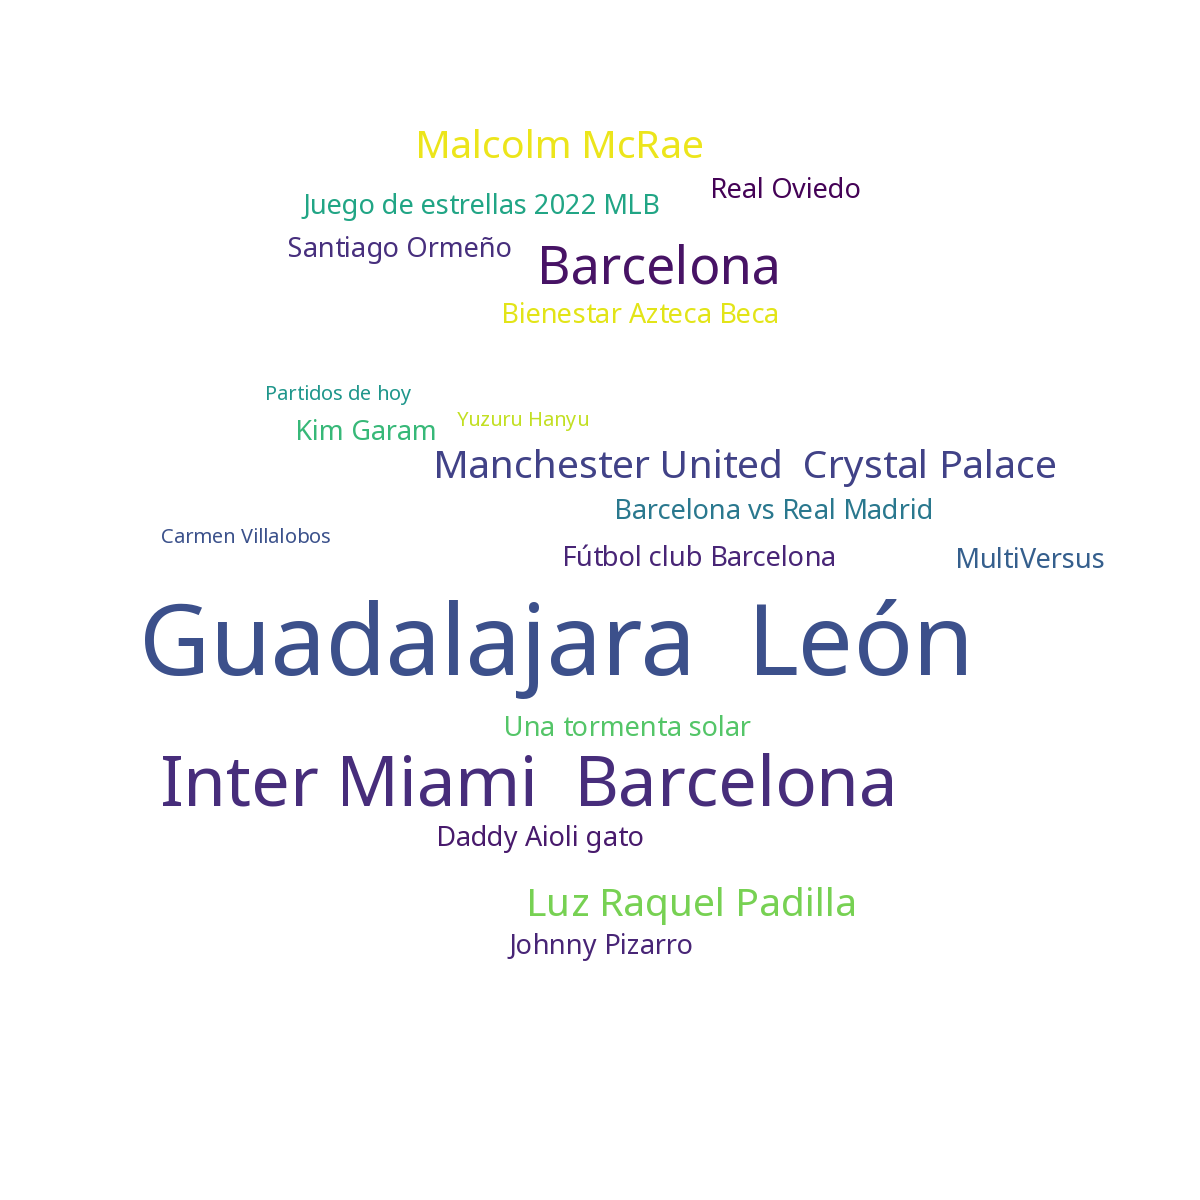 Malcolm McRae
Real Oviedo
Juego de estrellas 2022 MLB
Santiago Ormeño
Barcelona
Bienestar Azteca Beca
Partidos de hoy
Yuzuru Hanyu
Kim Garam
Manchester United  Crystal Palace
Barcelona vs Real Madrid
Carmen Villalobos
Fútbol club Barcelona
MultiVersus
Guadalajara  León
Una tormenta solar
Inter Miami  Barcelona
Daddy Aioli gato
Luz Raquel Padilla
Johnny Pizarro